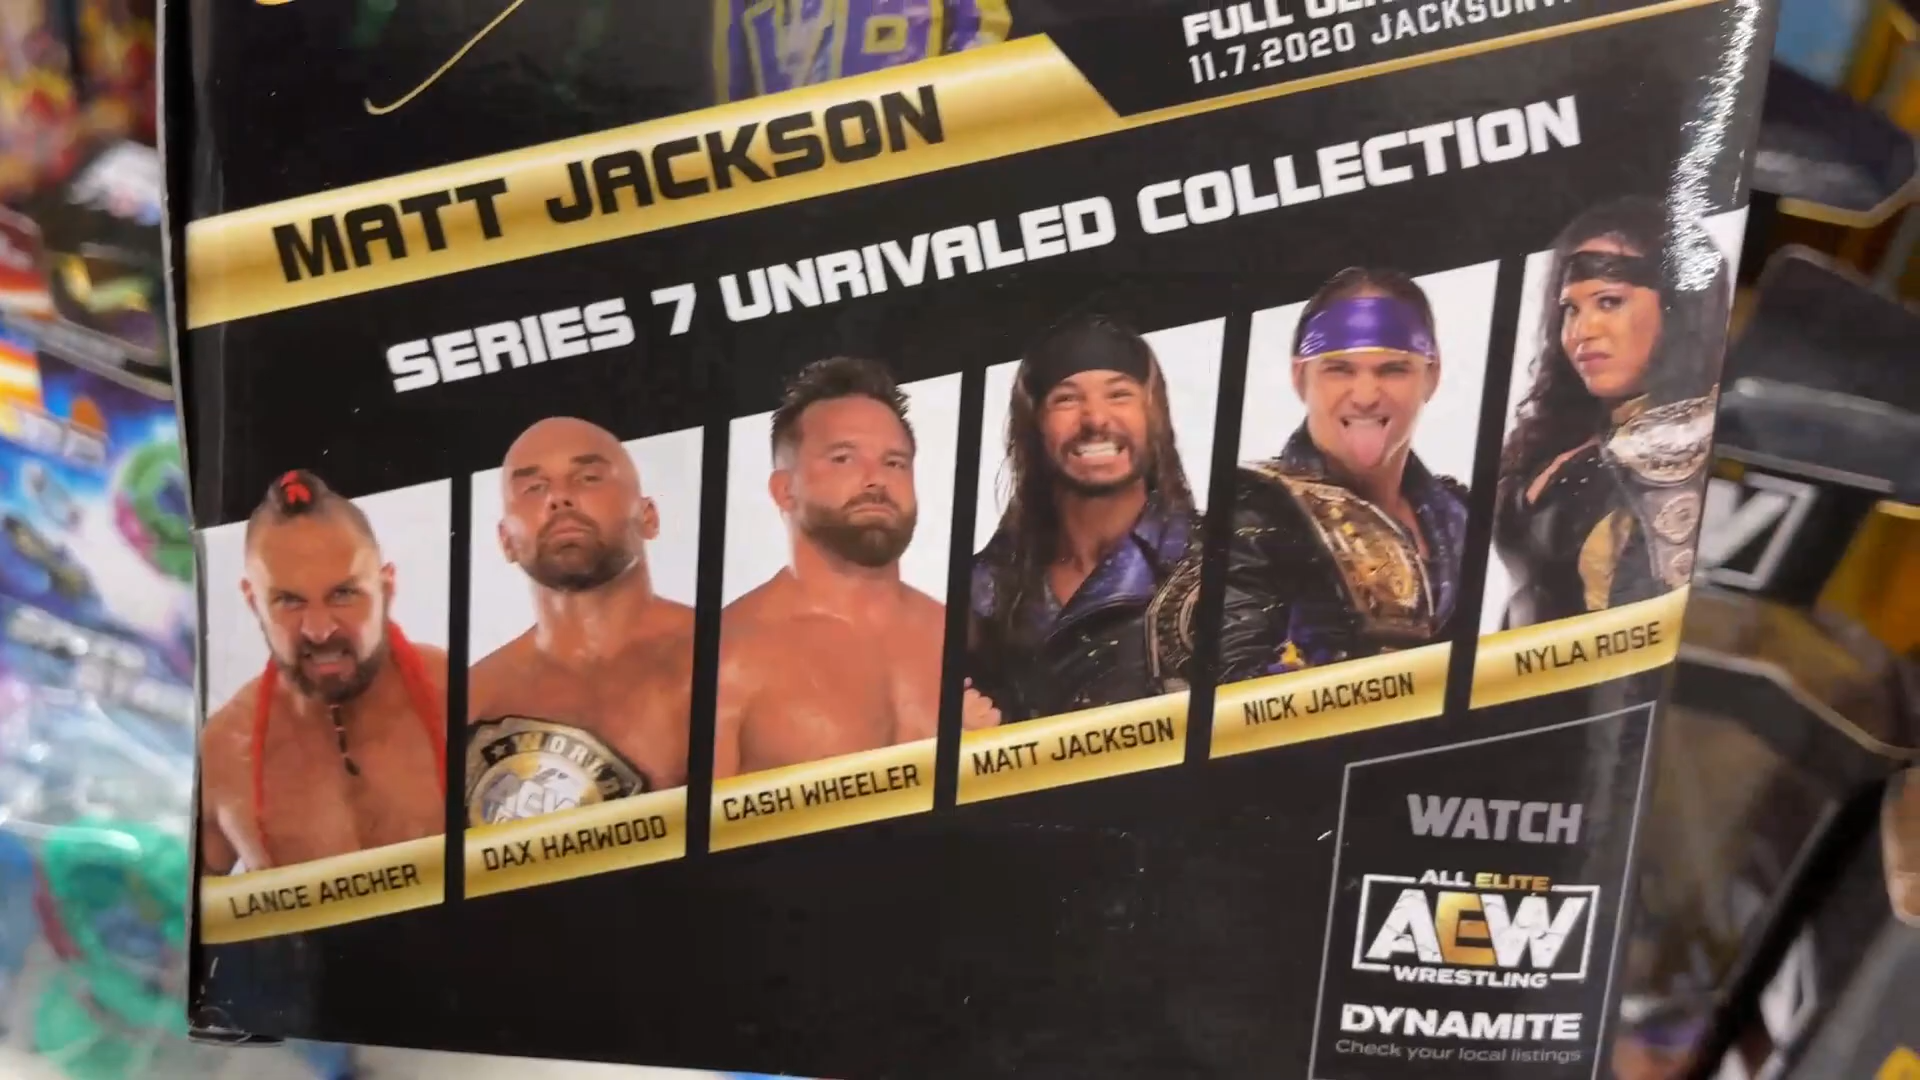 FULL
11.7.2020
MATT JACKSON
SERIES 7 UNRIVALED COLLECTION
LANCE ARCHER
DAX HARWOOD
CASH WHEELER
MATT JACKSON
NICK JACKSON
NYLA ROSE
WORLD
WATCH
ALL ELITE
AEW
WRESTLING
DYNAMITE
Check your local listings